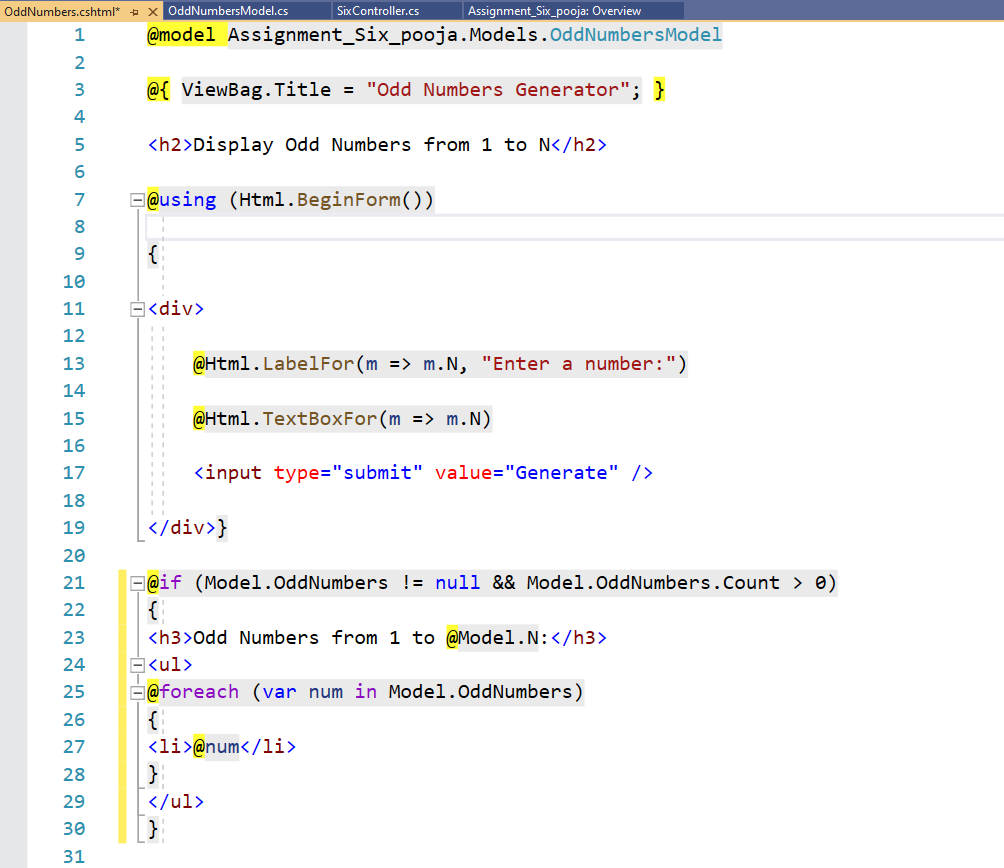 OddNumbers.cshtml* OddNumbersModel.cs SixController.cs Assignment_Six_pooja: Overview
1 @model Assignment_Six_pooja.Models.OddNumbersModel
2
3 @{ ViewBag.Title = "Odd Numbers Generator"; }
4
5 <h2>Display Odd Numbers from 1 to N</h2>
6
7 @using (Html.BeginForm())
8
9 {
10
11 <div>
12
13 @Html.LabelFor(m => m.N, "Enter a number:")
14
15 @Html.TextBoxFor(m => m.N)
16
17 <input type="submit" value="Generate" />
18
19 </div>}
20
21 @if (Model.OddNumbers != null && Model.OddNumbers.Count > 0)
22 {
23 <h3>Odd Numbers from 1 to @Model.N:</h3>
24 <ul>
25 @foreach (var num in Model.OddNumbers)
26 {
27 <li>@num</li>
28 }
29 </ul>
30 }
31